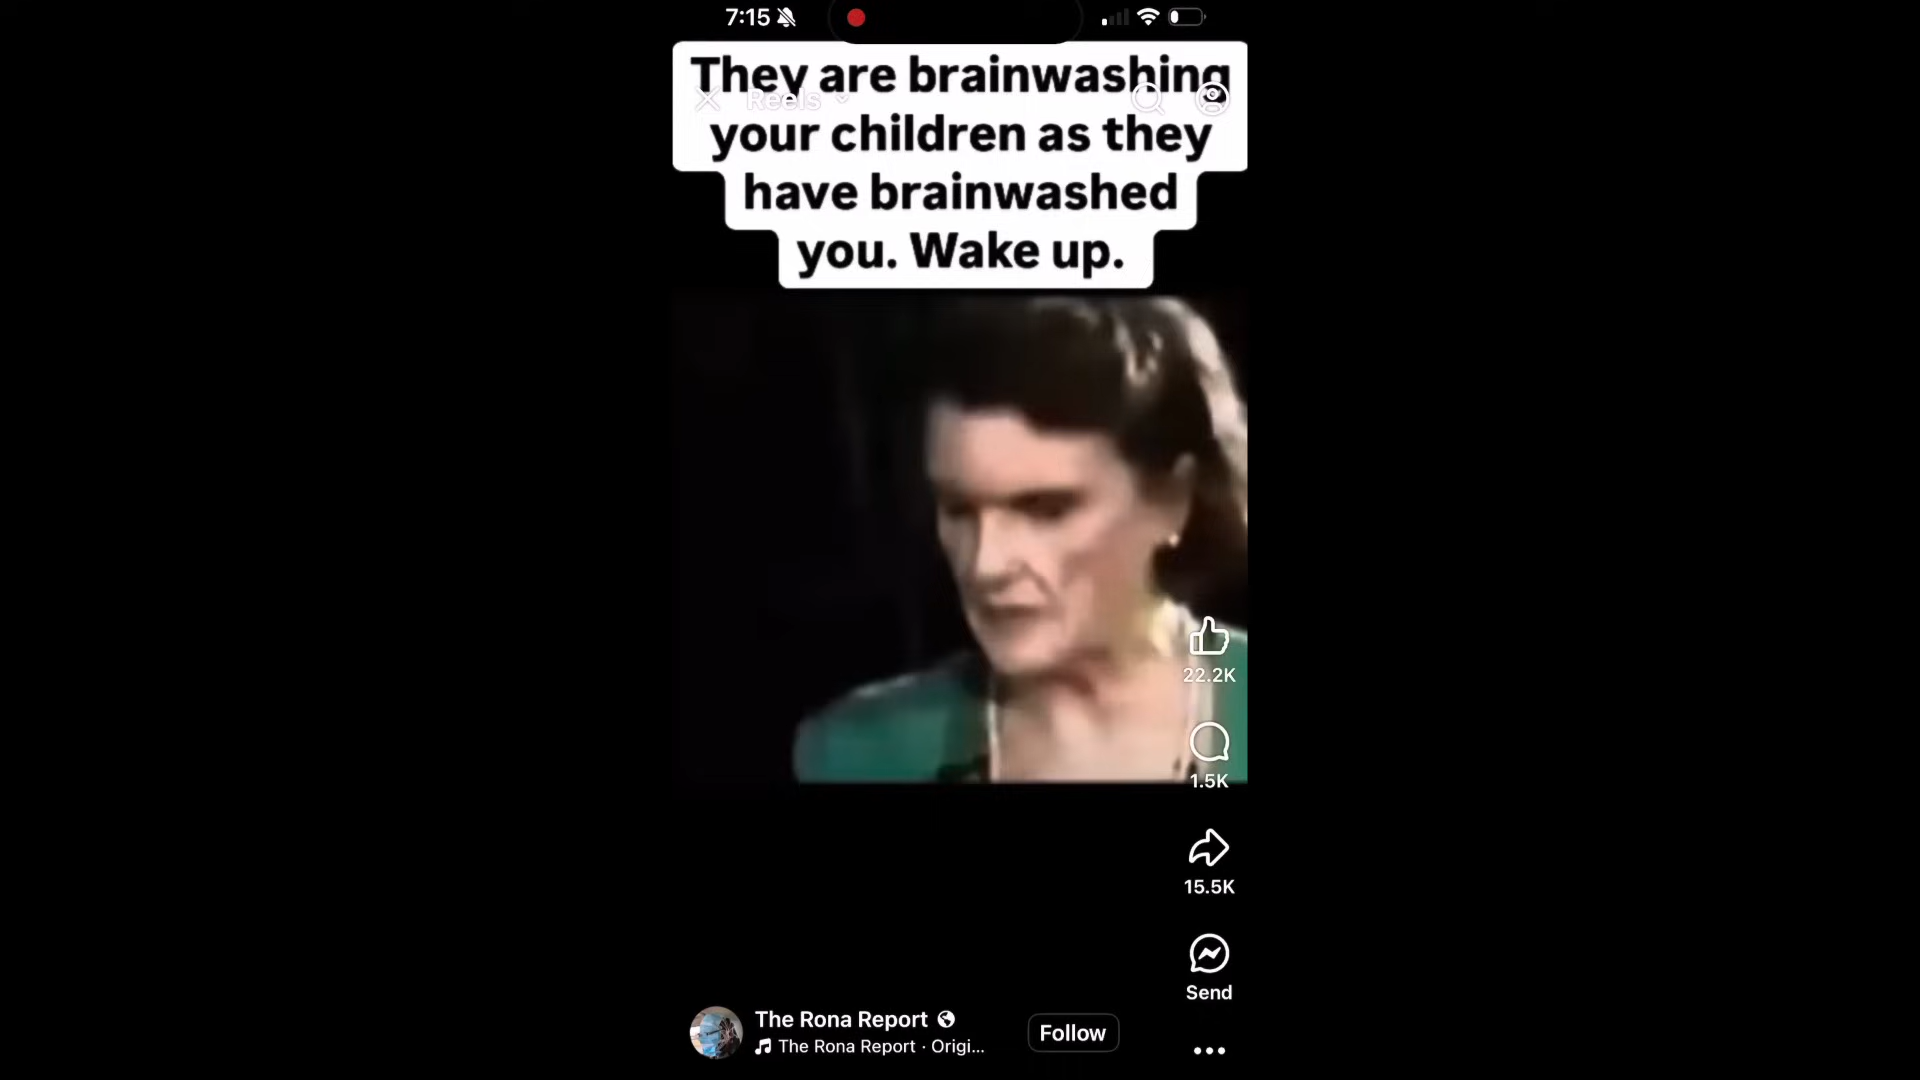 7:15
They are brainwashing
Reels
your children as they
have brainwashed
you. Wake up.
22.2K
1.5K
15.5K
Send
The Rona Report
The Rona Report · Origi...
Follow